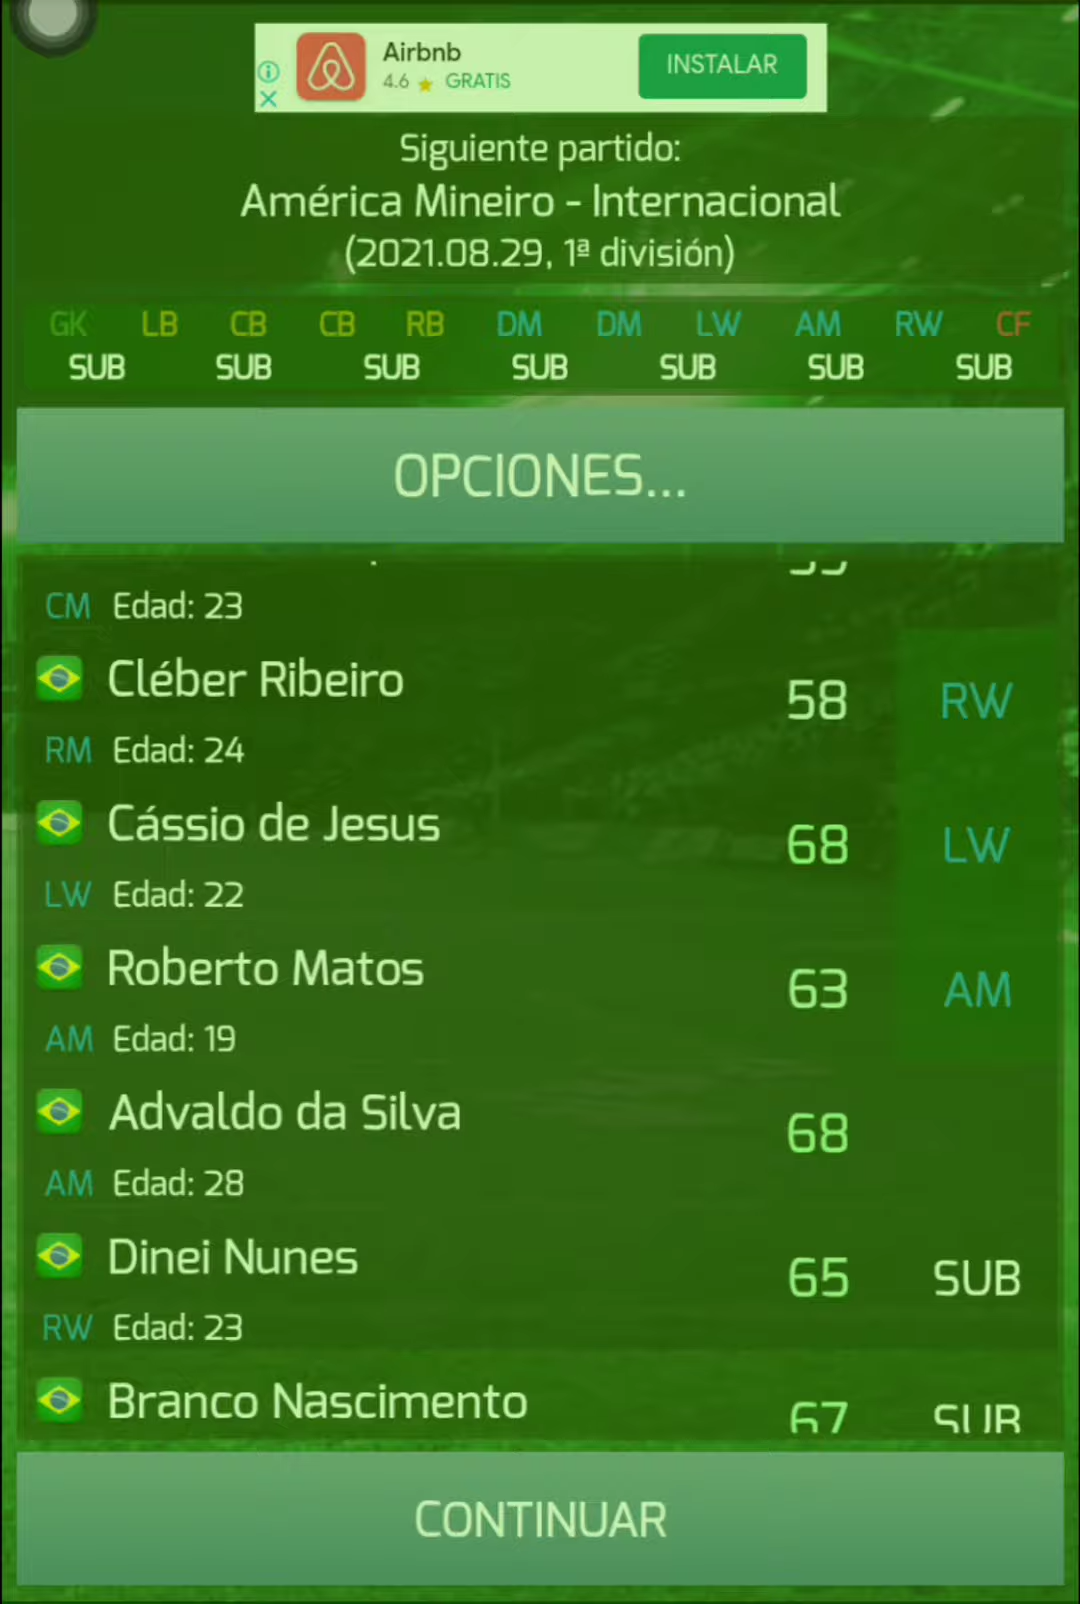 Airbnb
4.6 GRATIS
INSTALAR
Siguiente partido:
América Mineiro - Internacional
(2021.08.29, 1ª división)
GK LB CB CB RB DM DM LW AM RW CF
SUB SUB SUB SUB SUB SUB SUB
OPCIONES...
CM Edad: 23
Cléber Ribeiro
58 RW
RM Edad: 24
Cássio de Jesus
68 LW
LW Edad: 22
Roberto Matos
63 AM
AM Edad: 19
Advaldo da Silva
68
AM Edad: 28
Dinei Nunes
65 SUB
RW Edad: 23
Branco Nascimento
67 SUB
CONTINUAR